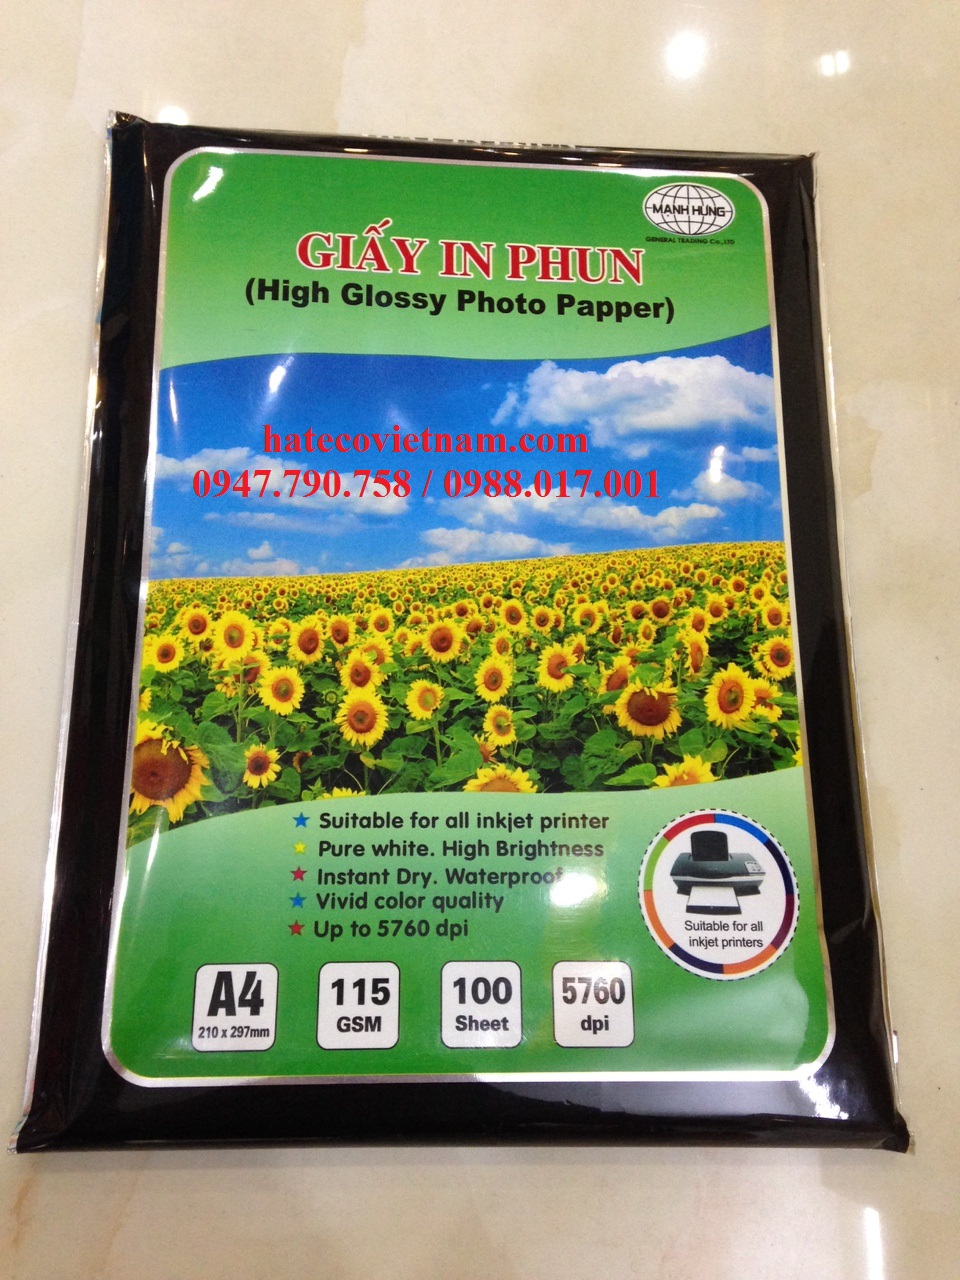 MẠNH HÙNG
GENERAL TRADING Co.,LTD
GIẤY IN PHUN
(High Glossy Photo Papper)
hatecovietnam.com
0947.790.758 / 0988.017.001
Suitable for all inkjet printer
Pure white. High Brightness
Instant Dry. Waterproof
Vivid color quality
Up to 5760 dpi
Suitable for all
inkjet printers
A4
210 x 297mm
115
GSM
100
Sheet
5760
dpi